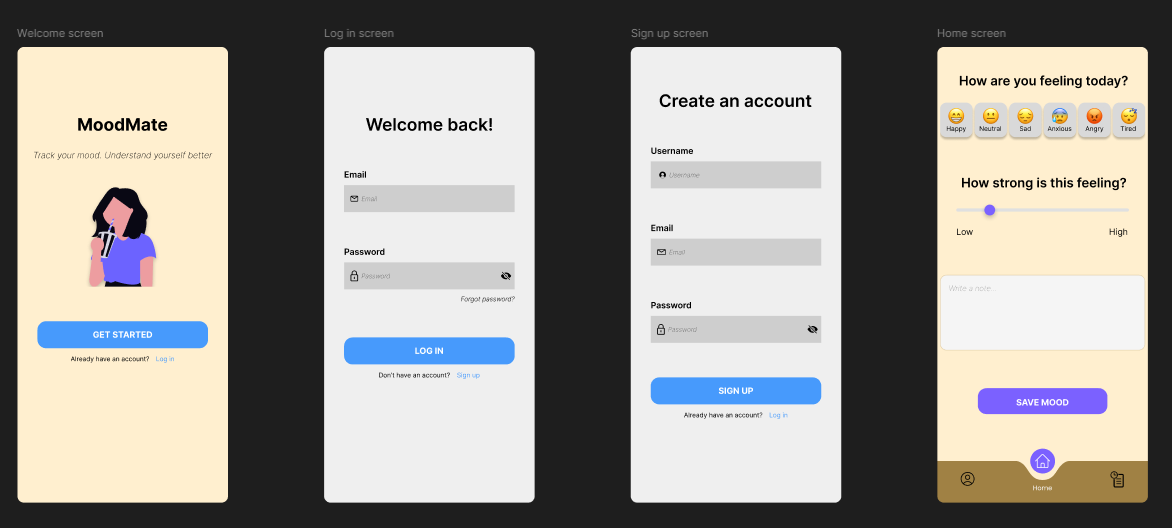 Welcome screen
MoodMate
Track your mood. Understand yourself better
GET STARTED
Already have an account? Log in
Log in screen
Welcome back!
Email
Email
Password
Password
Forgot password?
LOG IN
Don't have an account? Sign up
Sign up screen
Create an account
Username
Username
Email
Email
Password
Password
SIGN UP
Already have an account? Log in
Home screen
How are you feeling today?
Happy Neutral Sad Anxious Angry Tired
How strong is this feeling?
Low High
Write a note...
SAVE MOOD
Home